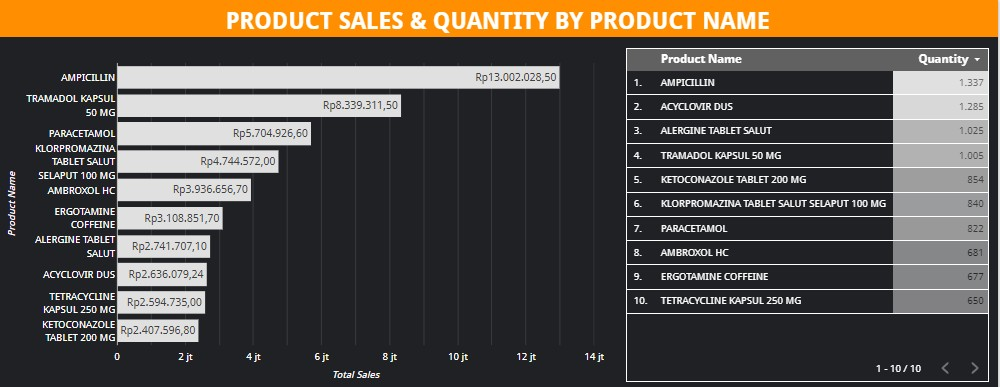 PRODUCT SALES & QUANTITY BY PRODUCT NAME
Product Name
AMPICILLIN
Rp13.002.028,50
TRAMADOL KAPSUL
50 MG
Rp8.339.311,50
PARACETAMOL
Rp5.704.926,60
KLORPROMAZINA
TABLET SALUT
SELAPUT 100 MG
Rp4.744.572,00
AMBROXOL HC
Rp3.936.656,70
ERGOTAMINE
COFFEINE
Rp3.108.851,70
ALERGINE TABLET
SALUT
Rp2.741.707,10
ACYCLOVIR DUS
Rp2.636.079,24
TETRACYCLINE
KAPSUL 250 MG
Rp2.594.735,00
KETOCONAZOLE
TABLET 200 MG
Rp2.407.596,80
0 2 jt 4 jt 6 jt 8 jt 10 jt 12 jt 14 jt
Total Sales
Product Name Quantity
1. AMPICILLIN 1.337
2. ACYCLOVIR DUS 1.285
3. ALERGINE TABLET SALUT 1.025
4. TRAMADOL KAPSUL 50 MG 1.005
5. KETOCONAZOLE TABLET 200 MG 854
6. KLORPROMAZINA TABLET SALUT SELAPUT 100 MG 840
7. PARACETAMOL 822
8. AMBROXOL HC 681
9. ERGOTAMINE COFFEINE 677
10. TETRACYCLINE KAPSUL 250 MG 650
1 - 10 / 10